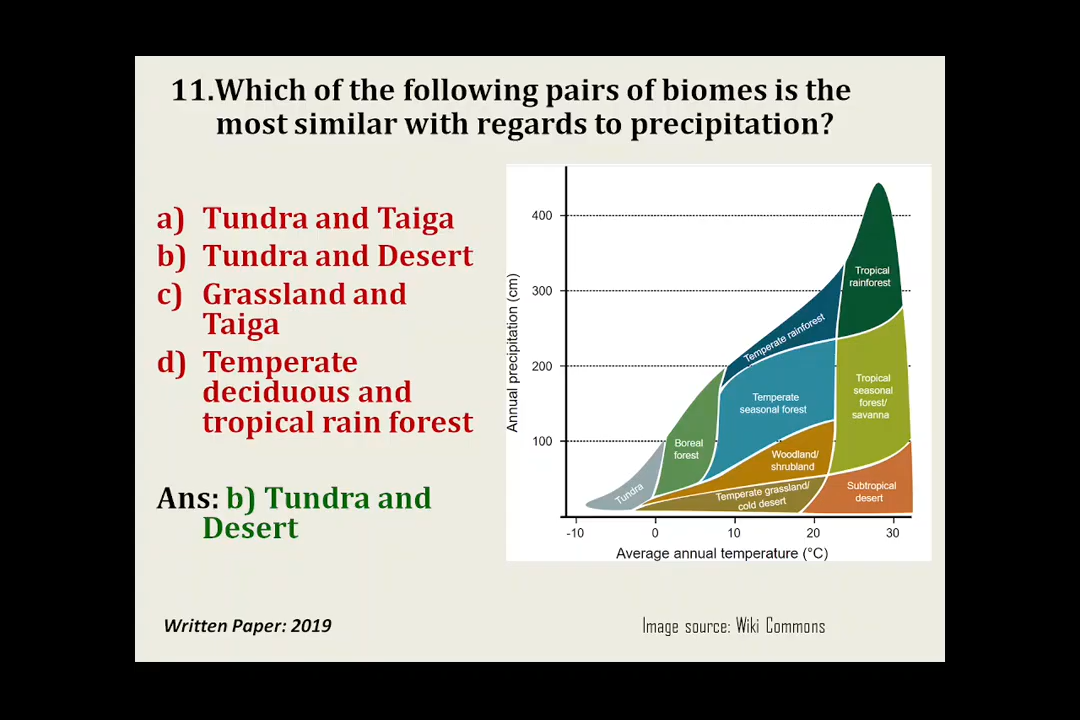 11.Which of the following pairs of biomes is the
most similar with regards to precipitation?
a) Tundra and Taiga
b) Tundra and Desert
c) Grassland and
Taiga
d) Temperate
deciduous and
tropical rain forest
Ans: b) Tundra and
Desert
Annual precipitation (cm)
400
300
200
100
Tropical
rainforest
Temperate rainforest
Tropical
seasonal
forest/
savanna
Temperate
seasonal forest
Boreal
forest
Woodland/
shrubland
Tundra
Temperate grassland/
cold desert
Subtropical
desert
-10 0 10 20 30
Average annual temperature (°C)
Written Paper: 2019
Image source: Wiki Commons